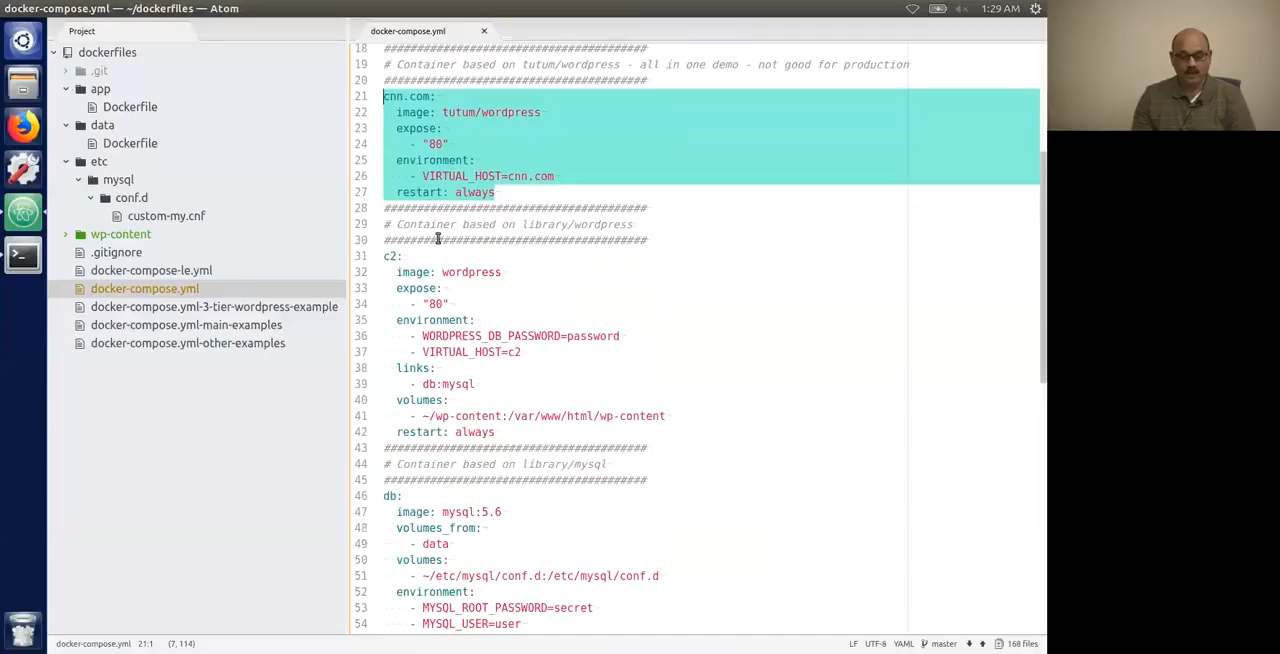 docker-compose.yml — ~/dockerfiles — Atom
1:29 AM
Project
docker-compose.yml
dockerfiles
.git
app
Dockerfile
data
Dockerfile
etc
mysql
conf.d
custom-my.cnf
wp-content
.gitignore
docker-compose-le.yml
docker-compose.yml
docker-compose.yml-3-tier-wordpress-example
docker-compose.yml-main-examples
docker-compose.yml-other-examples
18 ########################################
19 # Container based on tutum/wordpress - all in one demo - not good for production
20 ########################################
21 cnn.com:
22   image: tutum/wordpress
23   expose:
24     - "80"
25   environment:
26     - VIRTUAL_HOST=cnn.com
27   restart: always
28 ########################################
29 # Container based on library/wordpress
30 ########################################
31 c2:
32   image: wordpress
33   expose:
34     - "80"
35   environment:
36     - WORDPRESS_DB_PASSWORD=password
37     - VIRTUAL_HOST=c2
38   links:
39     - db:mysql
40   volumes:
41     - ~/wp-content:/var/www/html/wp-content
42   restart: always
43 ########################################
44 # Container based on library/mysql
45 ########################################
46 db:
47   image: mysql:5.6
48   volumes_from:
49     - data
50   volumes:
51     - ~/etc/mysql/conf.d:/etc/mysql/conf.d
52   environment:
53     - MYSQL_ROOT_PASSWORD=secret
54     - MYSQL_USER=user
docker-compose.yml 21:1 (7, 114)
LF UTF-8 YAML master 168 files